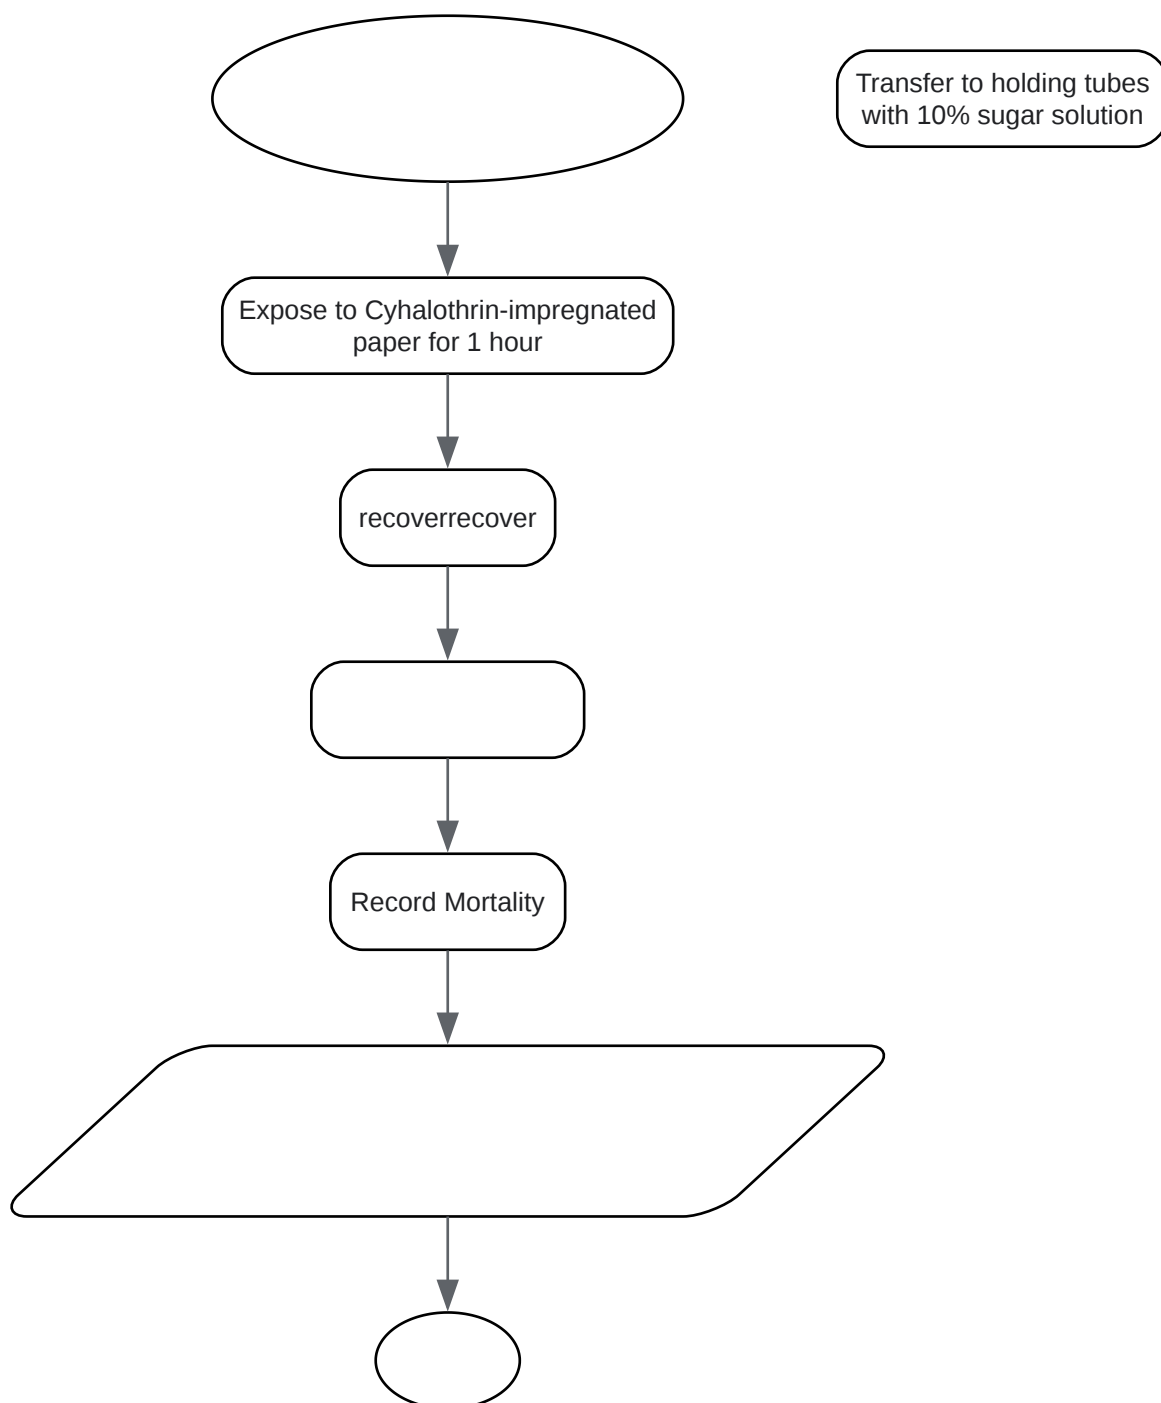 Transfer to holding tubes
with 10% sugar solution
Expose to Cyhalothrin-impregnated
paper for 1 hour
recoverrecover
Record Mortality